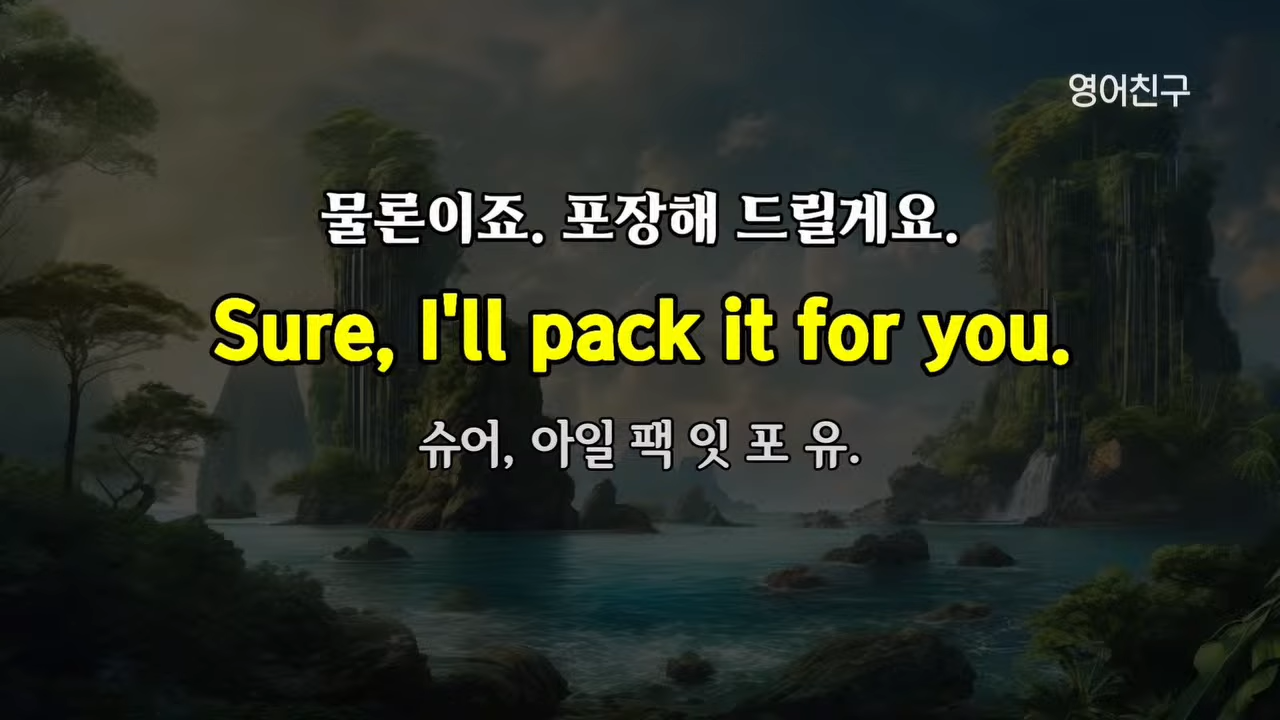 영어친구
물론이죠. 포장해 드릴게요.
Sure, I'll pack it for you.
슈어, 아일 팩 잇 포 유.